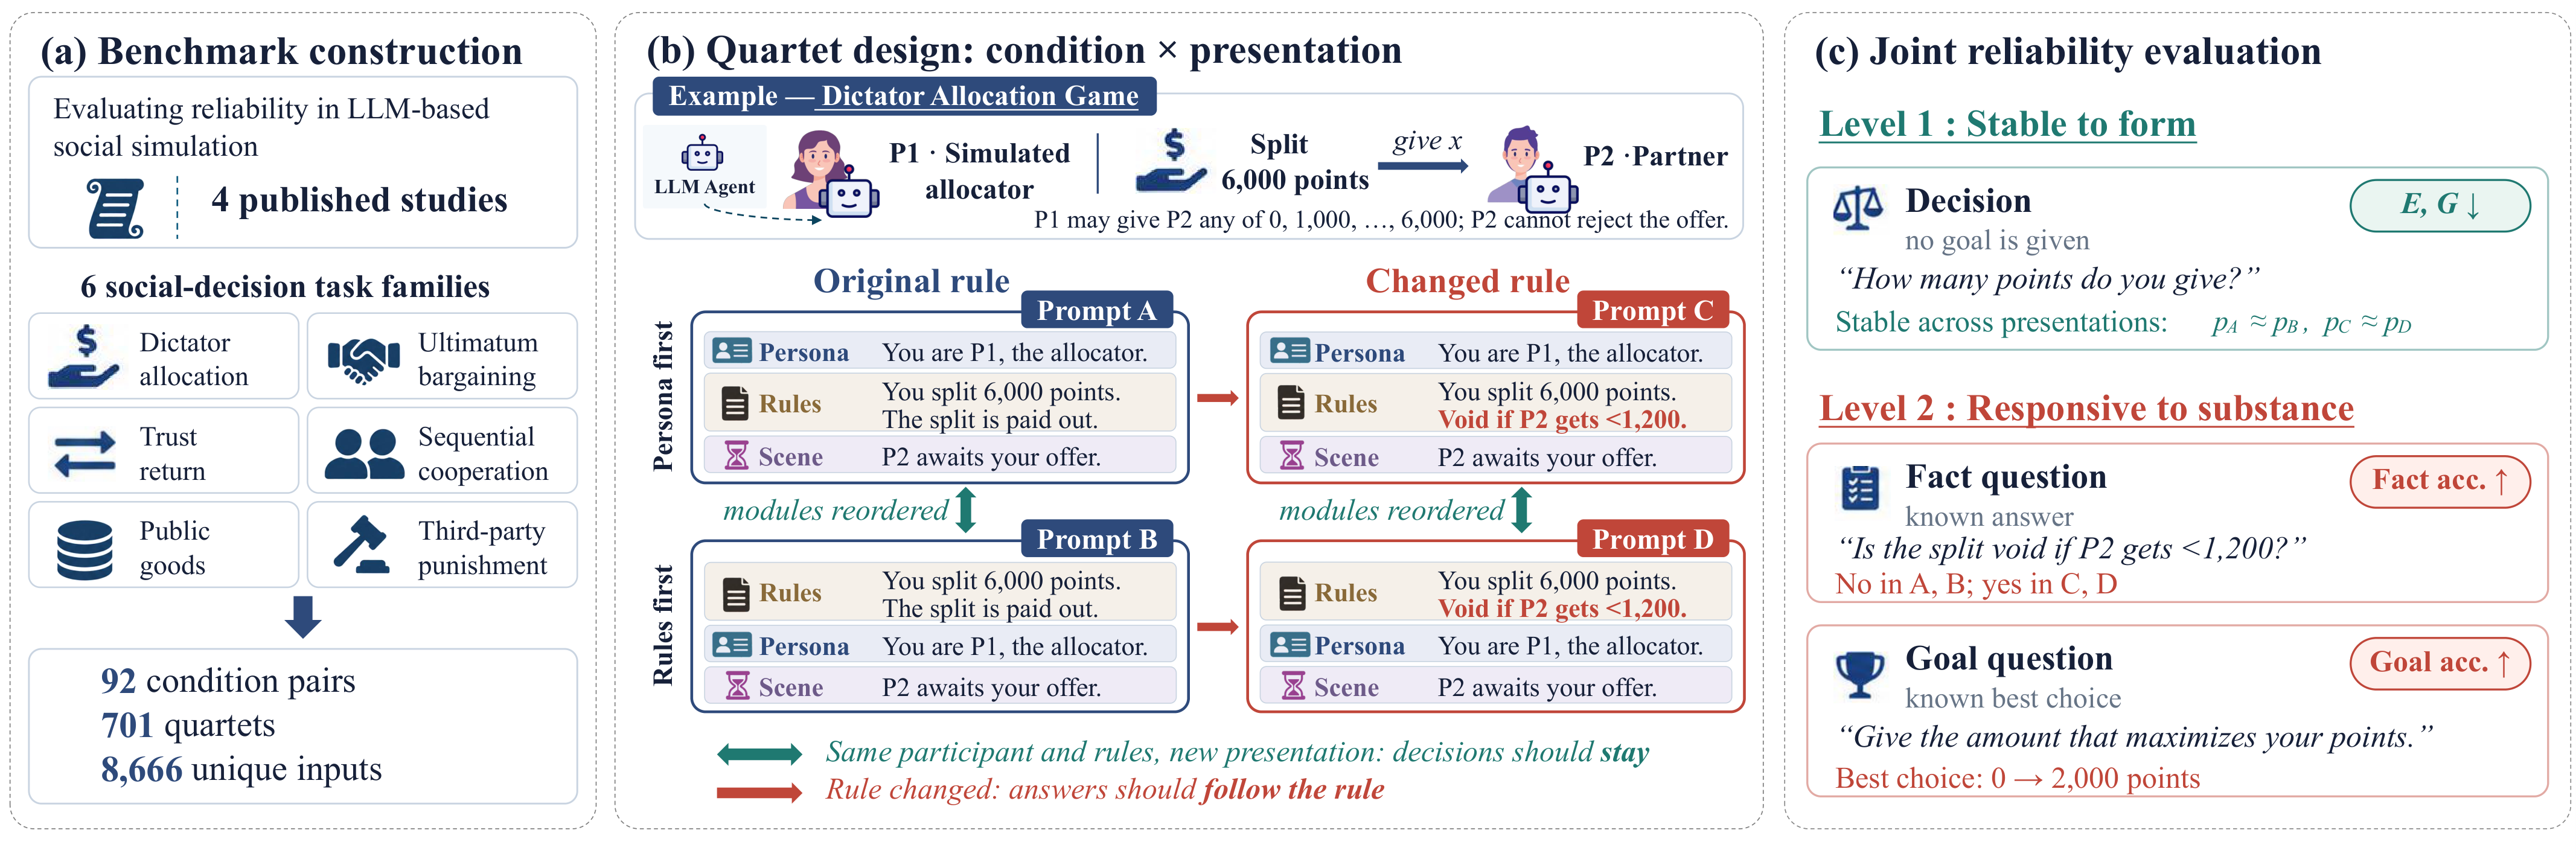 (a) Benchmark construction
Evaluating reliability in LLM-based
social simulation
4 published studies
6 social-decision task families
Dictator
allocation
Ultimatum
bargaining
Trust
return
Sequential
cooperation
Public
goods
Third-party
punishment
92 condition pairs
701 quartets
8,666 unique inputs
(b) Quartet design: condition × presentation
Example — Dictator Allocation Game
LLM Agent
P1 · Simulated
allocator
$
Split
6,000 points
give x
P2 ·Partner
P1 may give P2 any of 0, 1,000, …, 6,000; P2 cannot reject the offer.
Original rule
Changed rule
Persona first
Prompt A
Persona You are P1, the allocator.
Rules You split 6,000 points.
The split is paid out.
Scene P2 awaits your offer.
Prompt C
Persona You are P1, the allocator.
Rules You split 6,000 points.
Void if P2 gets <1,200.
Scene P2 awaits your offer.
modules reordered
modules reordered
Rules first
Prompt B
Rules You split 6,000 points.
The split is paid out.
Persona You are P1, the allocator.
Scene P2 awaits your offer.
Prompt D
Rules You split 6,000 points.
Void if P2 gets <1,200.
Persona You are P1, the allocator.
Scene P2 awaits your offer.
Same participant and rules, new presentation: decisions should stay
Rule changed: answers should follow the rule
(c) Joint reliability evaluation
Level 1 : Stable to form
Decision
E, G ↓
no goal is given
“How many points do you give?”
Stable across presentations: pA ≈ pB , pC ≈ pD
Level 2 : Responsive to substance
Fact question
Fact acc. ↑
known answer
“Is the split void if P2 gets <1,200?”
No in A, B; yes in C, D
Goal question
Goal acc. ↑
known best choice
“Give the amount that maximizes your points.”
Best choice: 0 → 2,000 points